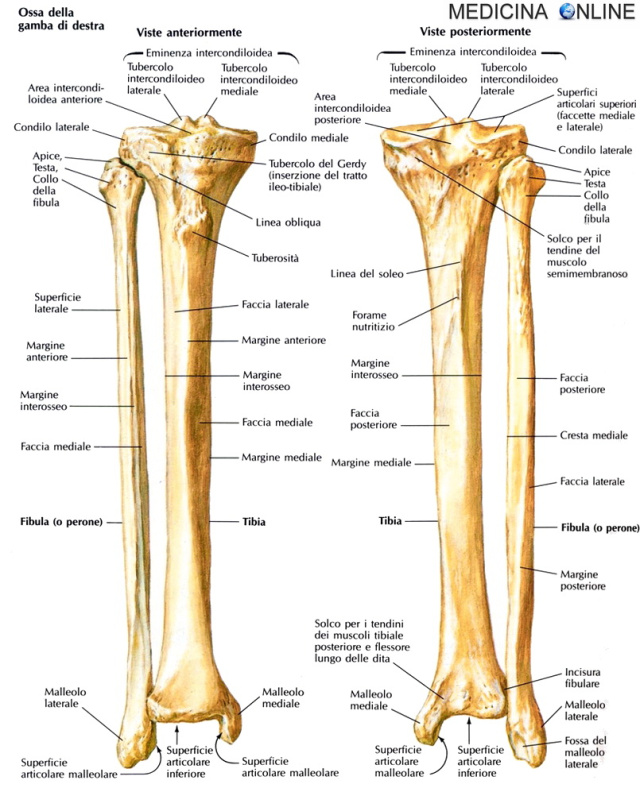 Ossa della
gamba di destra
MEDICINA ONLINE
Viste anteriormente
Eminenza intercondiloidea
Tubercolo
intercondiloideo
laterale
Tubercolo
intercondiloideo
mediale
Area intercondi-
loidea anteriore
Condilo laterale
Condilo mediale
Apice,
Testa,
Collo
della
fibula
Tubercolo del Gerdy
(inserzione del tratto
ileo-tibiale)
Linea obliqua
Tuberosità
Superficie
laterale
Faccia laterale
Margine
anteriore
Margine anteriore
Margine
interosseo
Margine
interosseo
Faccia mediale
Faccia mediale
Margine mediale
Fibula (o perone)
Tibia
Malleolo
laterale
Malleolo
mediale
Superficie
articolare malleolare
Superficie
articolare
inferiore
Superficie
articolare malleolare
Viste posteriormente
Eminenza intercondiloidea
Tubercolo
intercondiloideo
mediale
Tubercolo
intercondiloideo
laterale
Area
intercondiloidea
posteriore
Superfici
articolari superiori
(faccette mediale
e laterale)
Condilo laterale
Apice
Testa
Collo
della
fibula
Solco per il
tendine del
muscolo
semimembranoso
Linea del soleo
Forame
nutritizio
Margine
interosseo
Faccia
posteriore
Faccia
posteriore
Cresta mediale
Margine mediale
Faccia laterale
Tibia
Fibula (o perone)
Margine
posteriore
Solco per i tendini
dei muscoli tibiale
posteriore e flessore
lungo delle dita
Incisura
fibulare
Malleolo
mediale
Malleolo
laterale
Fossa del
malleolo
laterale
Superficie
articolare
malleolare
Superficie
articolare
inferiore